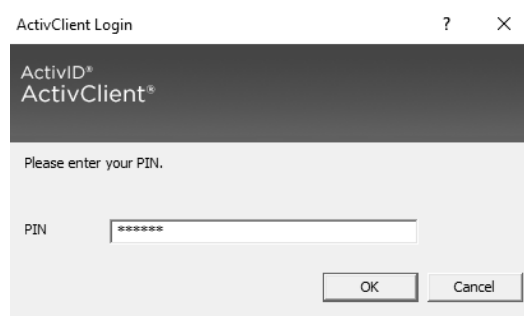 ActivClient Login ? ×
ActivID®
ActivClient®
Please enter your PIN.
PIN ******
OK Cancel